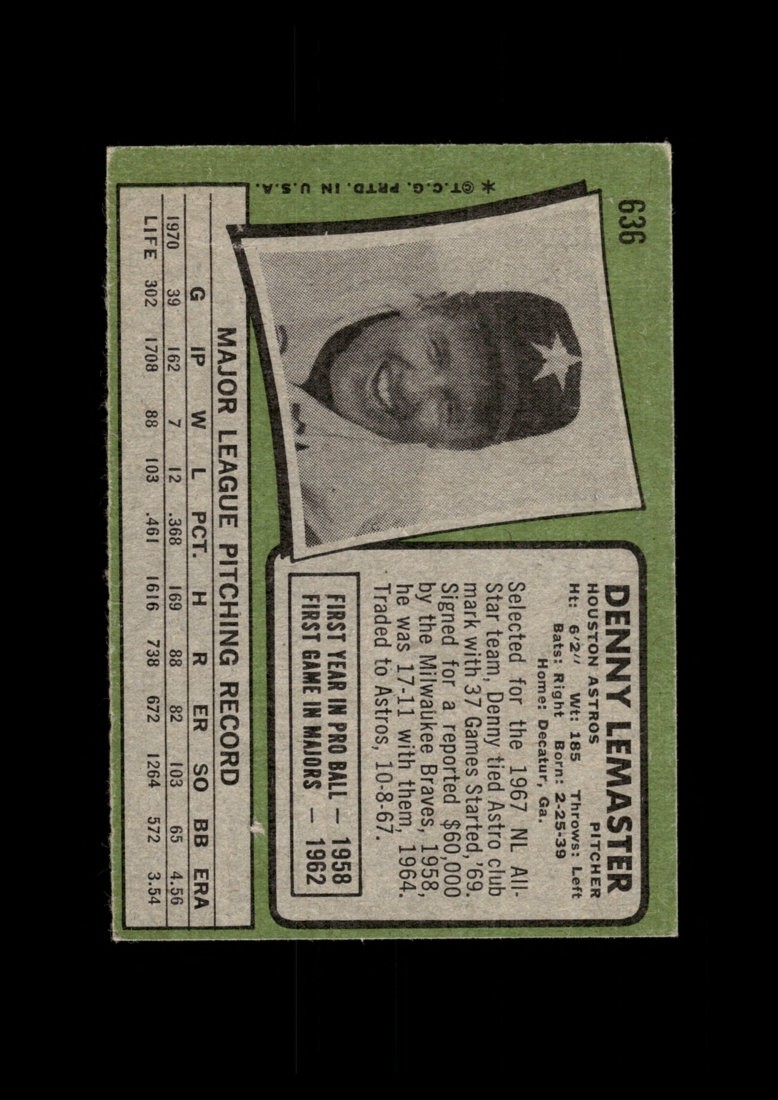 636
* ©T.C.G. PRTD. IN U.S.A.
DENNY LEMASTER
HOUSTON ASTROS PITCHER
Ht: 6'2" Wt: 185 Throws: Left
Bats: Right Born: 2-25-39
Home: Decatur, Ga.
Selected for the 1967 NL All-
Star team, Denny tied Astro club
mark with 37 Games Started, '69.
Signed for a reported $60,000
by the Milwaukee Braves, 1958,
he was 17-11 with them, 1964.
Traded to Astros, 10-8-67.
FIRST YEAR IN PRO BALL — 1958
FIRST GAME IN MAJORS — 1962
MAJOR LEAGUE PITCHING RECORD
G IP W L PCT. H R ER SO BB ERA
1970 39 162 7 12 .368 169 88 82 103 65 4.56
LIFE 302 1708 88 103 .461 1616 738 672 1264 572 3.54